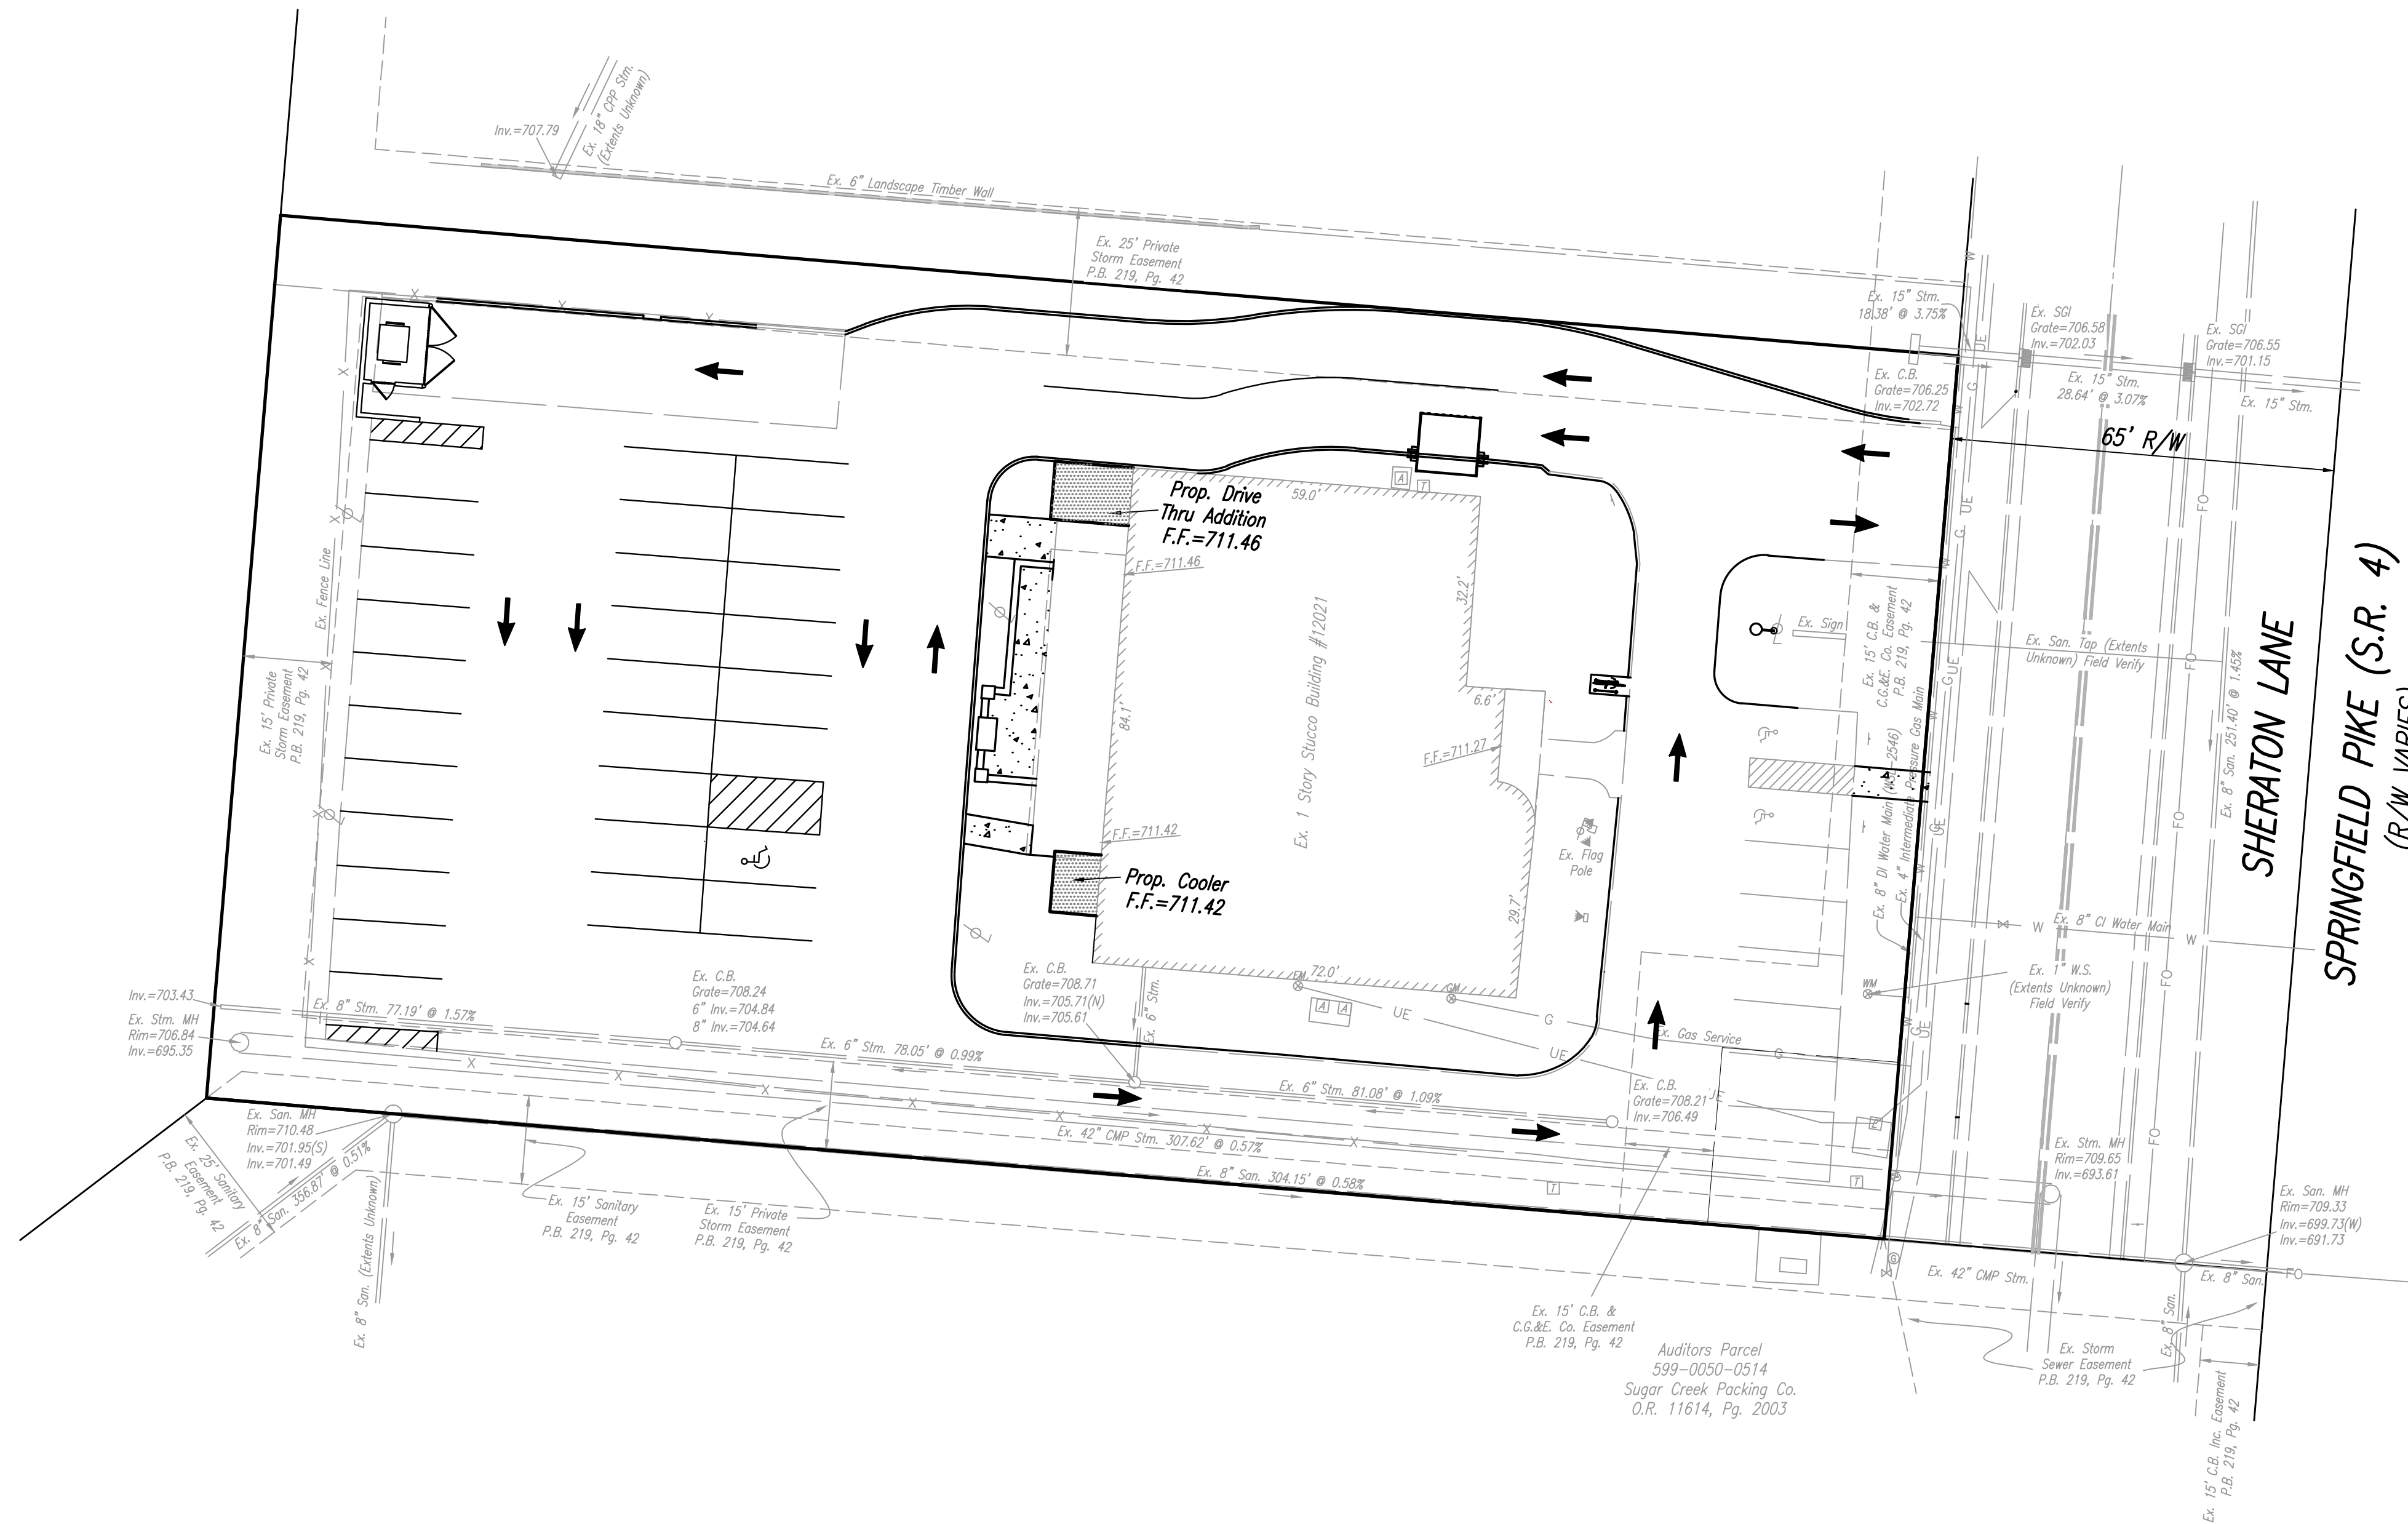 Ex. 18" CPP Stm.
(Extents Unknown)
Inv.=707.79
Ex. 6" Landscape Timber Wall
Ex. 25' Private
Storm Easement
P.B. 219, Pg. 42
Ex. 15" Stm.
18.38' @ 3.75%
Ex. SGI
Grate=706.58
Inv.=702.03
Ex. SGI
Grate=706.55
Inv.=701.15
Ex. C.B.
Grate=706.25
Inv.=702.72
Ex. 15" Stm.
28.64' @ 3.07%
Ex. 15" Stm.
65' R/W
Prop. Drive
Thru Addition
F.F.=711.46
59.0'
A
T
F.F.=711.46
32.2'
Ex. Fence Line
Ex. 15' Private
Storm Easement
P.B. 219, Pg. 42
84.1'
Ex. 1 Story Stucco Building #12021
6.6'
F.F.=711.27
Ex. Sign
Ex. 15' C.B. &
C.G.&E. Co. Easement
P.B. 219, Pg. 42
Ex. San. Tap (Extents
Unknown) Field Verify
Ex. 8" San. 251.40' @ 1.45%
SHERATON LANE
SPRINGFIELD PIKE (S.R. 4)
(R/W VARIES)
Ex. 4" Intermediate Pressure Gas Main
F.F.=711.42
Prop. Cooler
F.F.=711.42
Ex. Flag
Pole
29.7'
72.0'
EM
GM
A A
UE
G
UE
Ex. Gas Service
G
Ex. 8" CI Water Main
W
W
WM
Ex. 1" W.S.
(Extents Unknown)
Field Verify
Inv.=703.43
Ex. 8" Stm. 77.19' @ 1.57%
Ex. Stm. MH
Rim=706.84
Inv.=695.35
Ex. C.B.
Grate=708.24
6" Inv.=704.84
8" Inv.=704.64
Ex. C.B.
Grate=708.71
Inv.=705.71(N)
Inv.=705.61
Ex. 6" Stm.
Ex. 6" Stm. 78.05' @ 0.99%
Ex. 6" Stm. 81.08' @ 1.09%
Ex. C.B.
Grate=708.21
Inv.=706.49
UE
Ex. San. MH
Rim=710.48
Inv.=701.95(S)
Inv.=701.49
Ex. 25' Sanitary
Easement
P.B. 219, Pg. 42
Ex. 8" San. 356.87' @ 0.51%
Ex. 8" San. (Extents Unknown)
Ex. 42" CMP Stm. 307.62' @ 0.57%
Ex. 8" San. 304.15' @ 0.58%
T
T
Ex. 15' Sanitary
Easement
P.B. 219, Pg. 42
Ex. 15' Private
Storm Easement
P.B. 219, Pg. 42
Ex. Stm. MH
Rim=709.65
Inv.=693.61
Ex. San. MH
Rim=709.33
Inv.=699.73(W)
Inv.=691.73
G
Ex. 42" CMP Stm.
Ex. 8" San.
FO
Ex. 8" San.
Ex. 15' C.B. &
C.G.&E. Co. Easement
P.B. 219, Pg. 42
Auditors Parcel
599-0050-0514
Sugar Creek Packing Co.
O.R. 11614, Pg. 2003
Ex. Storm
Sewer Easement
P.B. 219, Pg. 42
Ex. 15' C.B. Inc. Easement
P.B. 219, Pg. 42